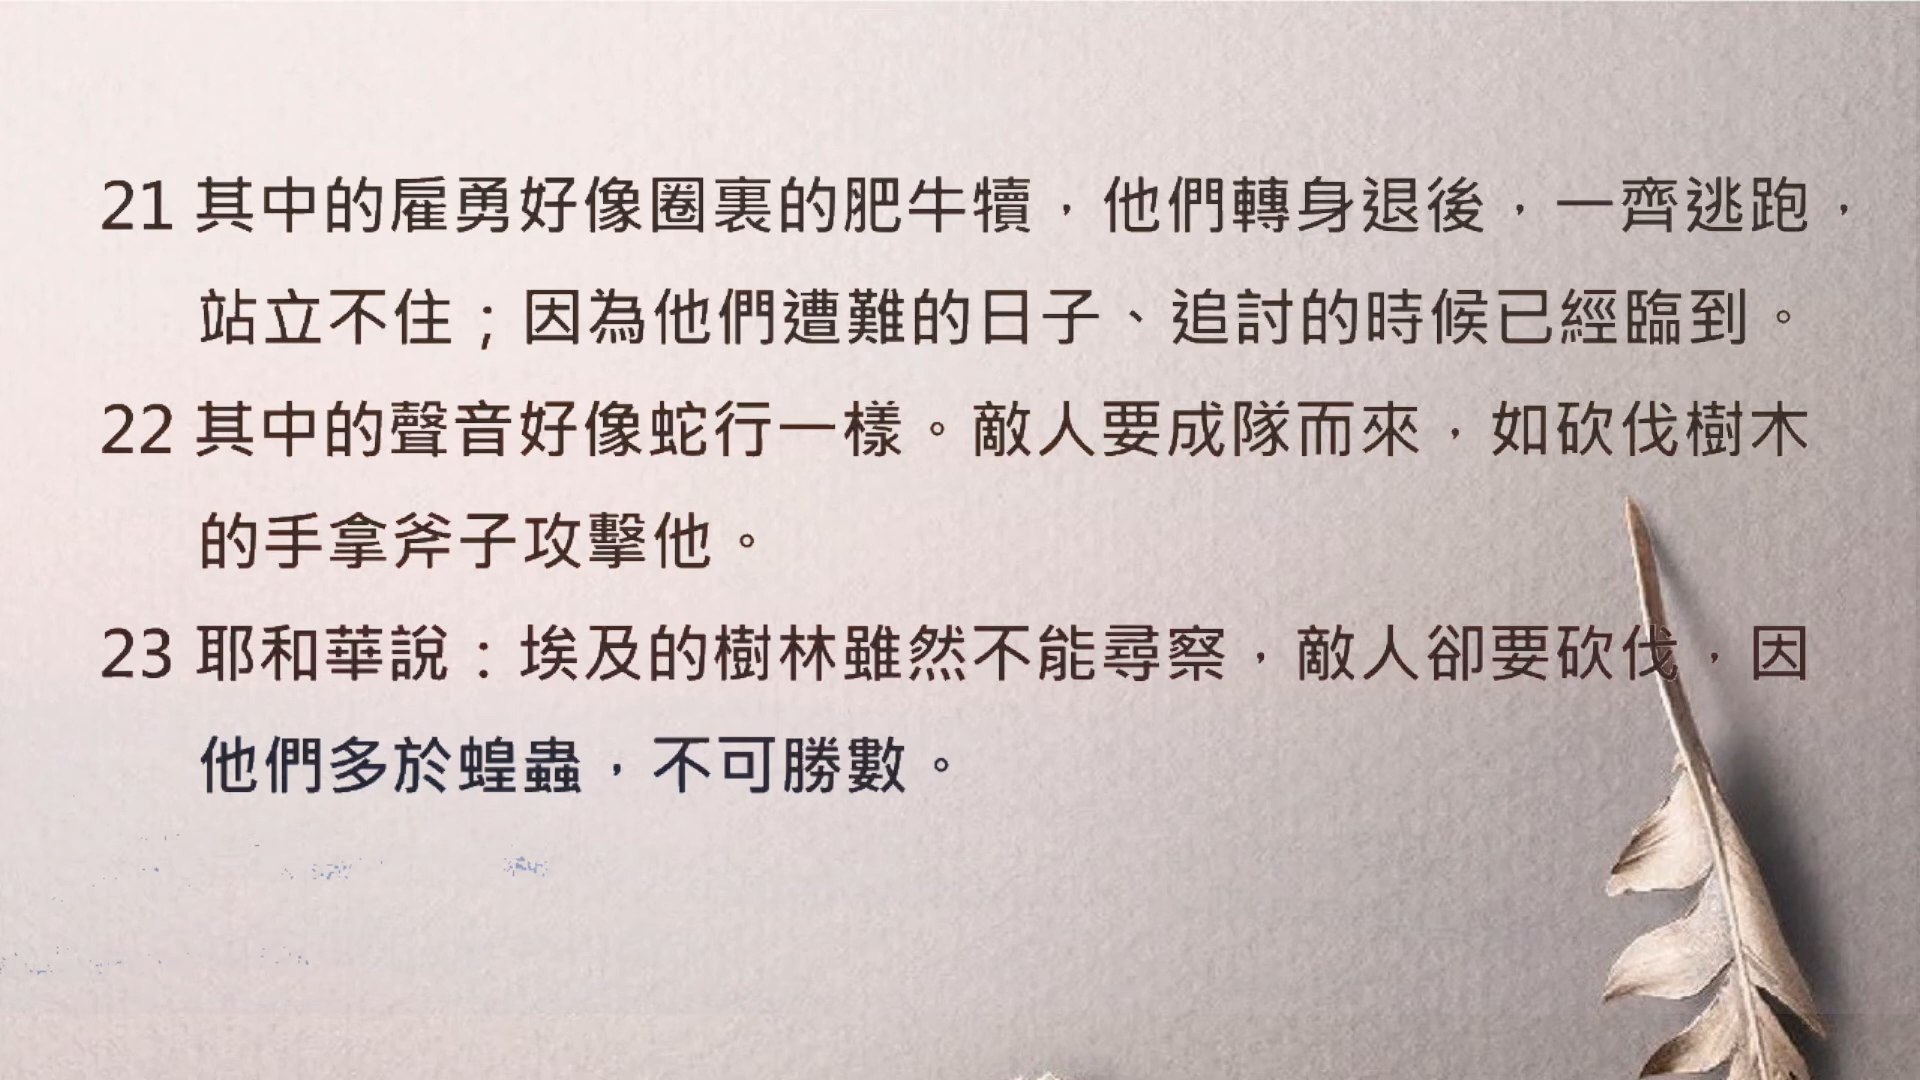 21 其中的雇勇好像圈裏的肥牛犢，他們轉身退後，一齊逃跑，
站立不住；因為他們遭難的日子、追討的時候已經臨到。
22 其中的聲音好像蛇行一樣。敵人要成隊而來，如砍伐樹木
的手拿斧子攻擊他。
23 耶和華說：埃及的樹林雖然不能尋察，敵人卻要砍伐，因
他們多於蝗蟲，不可勝數。